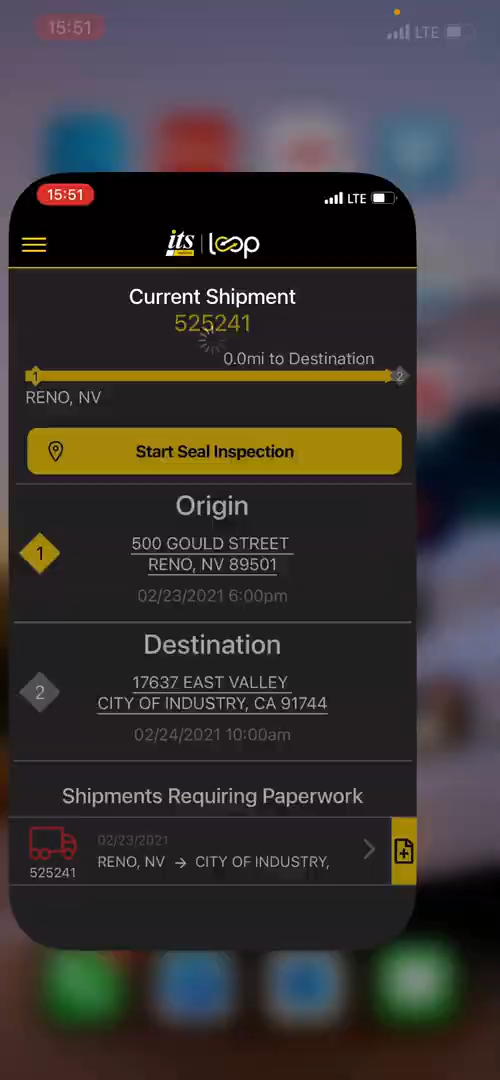 15:51
LTE
15:51
LTE
its loop
Current Shipment
525241
0.0mi to Destination
1
2
RENO, NV
Start Seal Inspection
Origin
1
500 GOULD STREET
RENO, NV 89501
02/23/2021 6:00pm
Destination
2
17637 EAST VALLEY
CITY OF INDUSTRY, CA 91744
02/24/2021 10:00am
Shipments Requiring Paperwork
02/23/2021
RENO, NV → CITY OF INDUSTRY,
525241